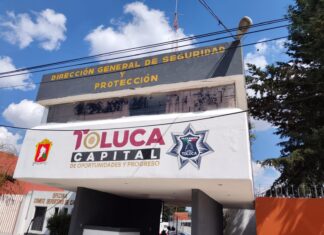 DIRECCIÓN GENERAL DE SEGURIDAD
Y
PROTECCIÓN
TOLUCA
CAPITAL
DE OPORTUNIDADES Y PROGRESO